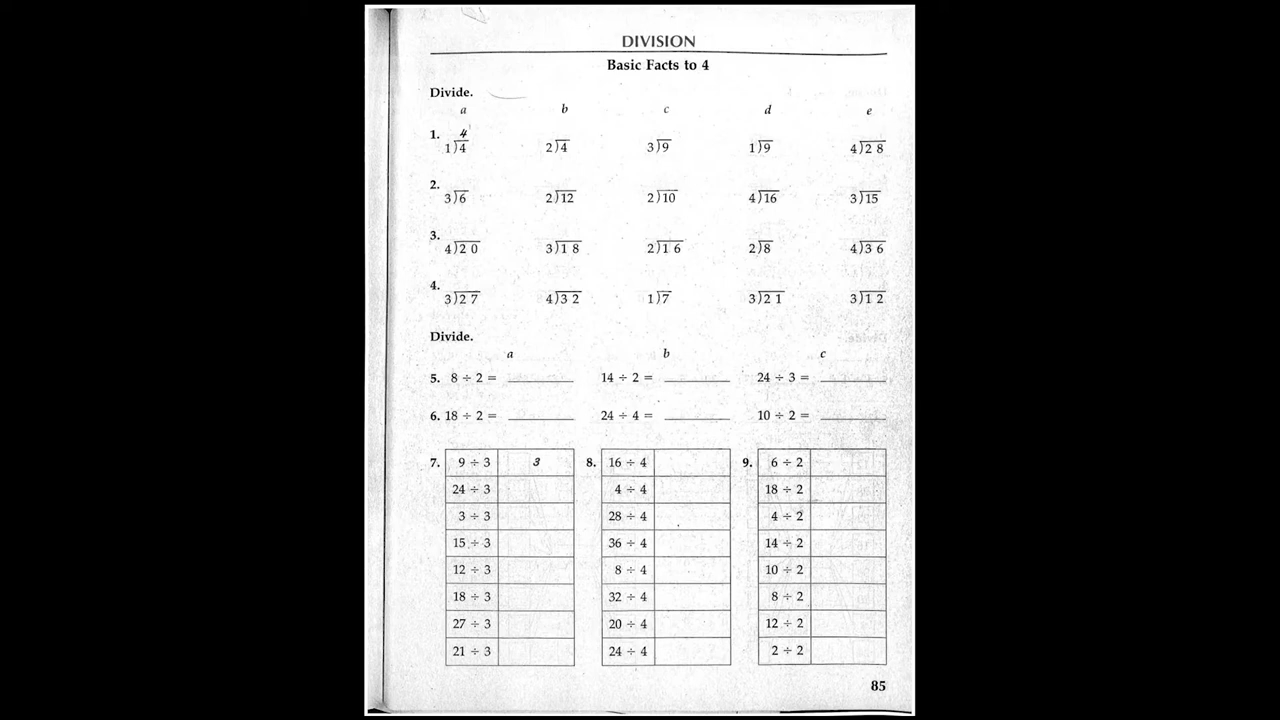 DIVISION
Basic Facts to 4
Divide.
a b c d e
4
1. 1)4 2)4 3)9 1)9 4)28
2. 3)6 2)12 2)10 4)16 3)15
3. 4)20 3)18 2)16 2)8 4)36
4. 3)27 4)32 1)7 3)21 3)12
Divide.
a b c
5. 8 ÷ 2 = 14 ÷ 2 = 24 ÷ 3 =
6. 18 ÷ 2 = 24 ÷ 4 = 10 ÷ 2 =
7. 9 ÷ 3 3 8. 16 ÷ 4 9. 6 ÷ 2
24 ÷ 3 4 ÷ 4 18 ÷ 2
3 ÷ 3 28 ÷ 4 4 ÷ 2
15 ÷ 3 36 ÷ 4 14 ÷ 2
12 ÷ 3 8 ÷ 4 10 ÷ 2
18 ÷ 3 32 ÷ 4 8 ÷ 2
27 ÷ 3 20 ÷ 4 12 ÷ 2
21 ÷ 3 24 ÷ 4 2 ÷ 2
85